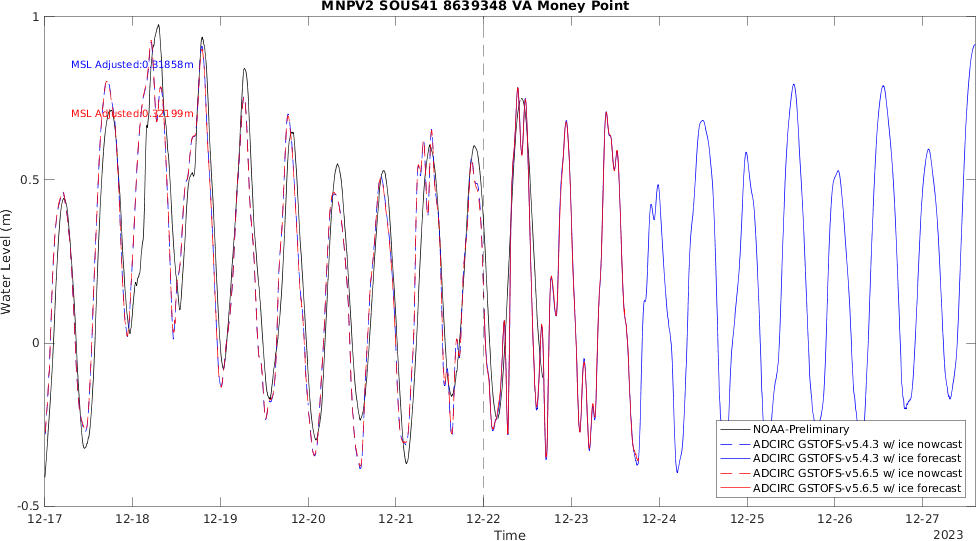 MNPV2 SOUS41 8639348 VA Money Point
1
MSL Adjusted:0.31858m
MSL Adjusted:0.32199m
0.5
Water Level (m)
0
NOAA-Preliminary
ADCIRC GSTOFS-v5.4.3 w/ ice nowcast
ADCIRC GSTOFS-v5.4.3 w/ ice forecast
ADCIRC GSTOFS-v5.6.5 w/ ice nowcast
ADCIRC GSTOFS-v5.6.5 w/ ice forecast
-0.5
12-17 12-18 12-19 12-20 12-21 12-22 12-23 12-24 12-25 12-26 12-27
Time 2023